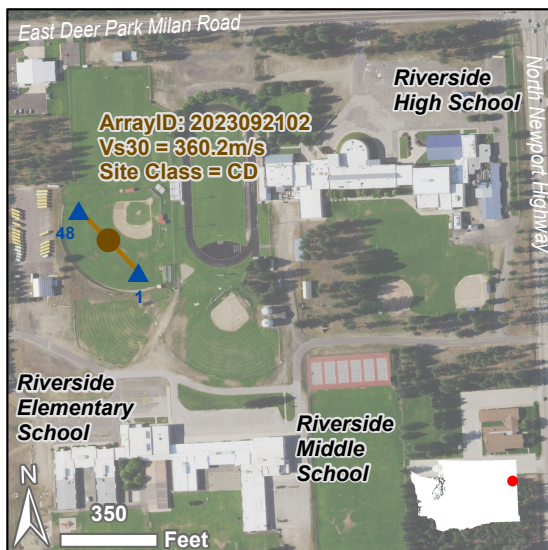 East Deer Park Milan Road
North Newport Highway
Riverside
High School
ArrayID: 2023092102
Vs30 = 360.2m/s
Site Class = CD
48
1
Riverside
Elementary
School
Riverside
Middle
School
N
350
Feet